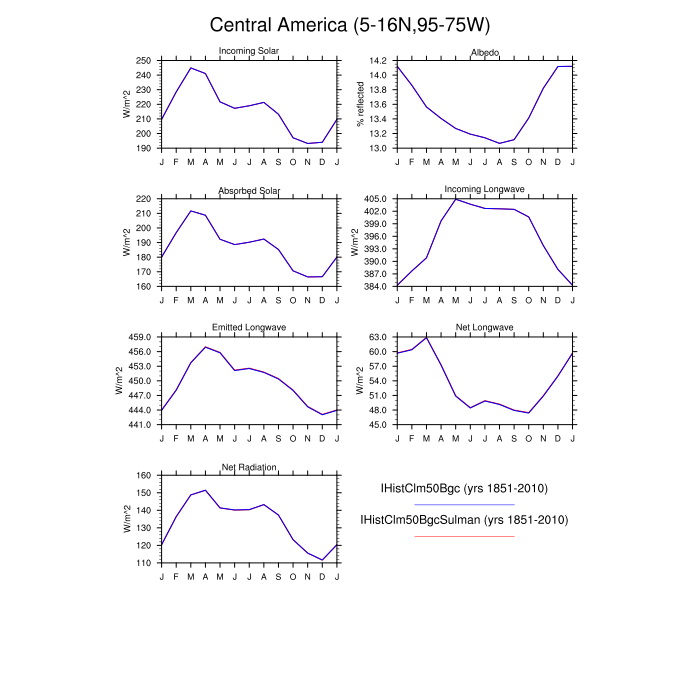 Central America (5-16N,95-75W)
Incoming Solar
W/m^2
250
240
230
220
210
200
190
J F M A M J J A S O N D J
Albedo
% reflected
14.2
14.0
13.8
13.6
13.4
13.2
13.0
J F M A M J J A S O N D J
Absorbed Solar
W/m^2
220
210
200
190
180
170
160
J F M A M J J A S O N D J
Incoming Longwave
W/m^2
405.0
402.0
399.0
396.0
393.0
390.0
387.0
384.0
J F M A M J J A S O N D J
Emitted Longwave
W/m^2
459.0
456.0
453.0
450.0
447.0
444.0
441.0
J F M A M J J A S O N D J
Net Longwave
W/m^2
63.0
60.0
57.0
54.0
51.0
48.0
45.0
J F M A M J J A S O N D J
Net Radiation
W/m^2
160
150
140
130
120
110
J F M A M J J A S O N D J
IHistClm50Bgc (yrs 1851-2010)
IHistClm50BgcSulman (yrs 1851-2010)